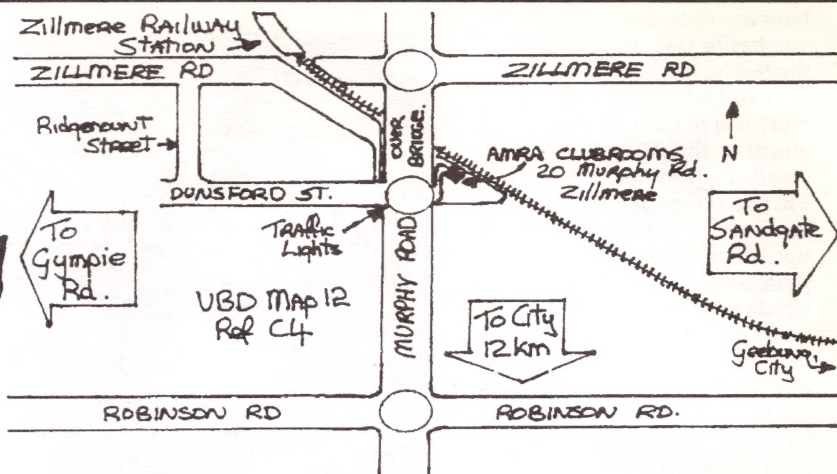 Zillmere Railway
Station
ZILLMERE RD
ZILLMERE RD
Ridgemount
Street
OVER
BRIDGE.
AMRA CLUBROOMS
20 Murphy Rd.
Zillmere
N
DUNSFORD ST.
To
Gympie
Rd.
Traffic
Lights
To
SANDGATE
Rd.
UBD MAP 12
Ref C4
MURPHY ROAD
To City
12km
Geebung,
City
ROBINSON RD
ROBINSON RD.